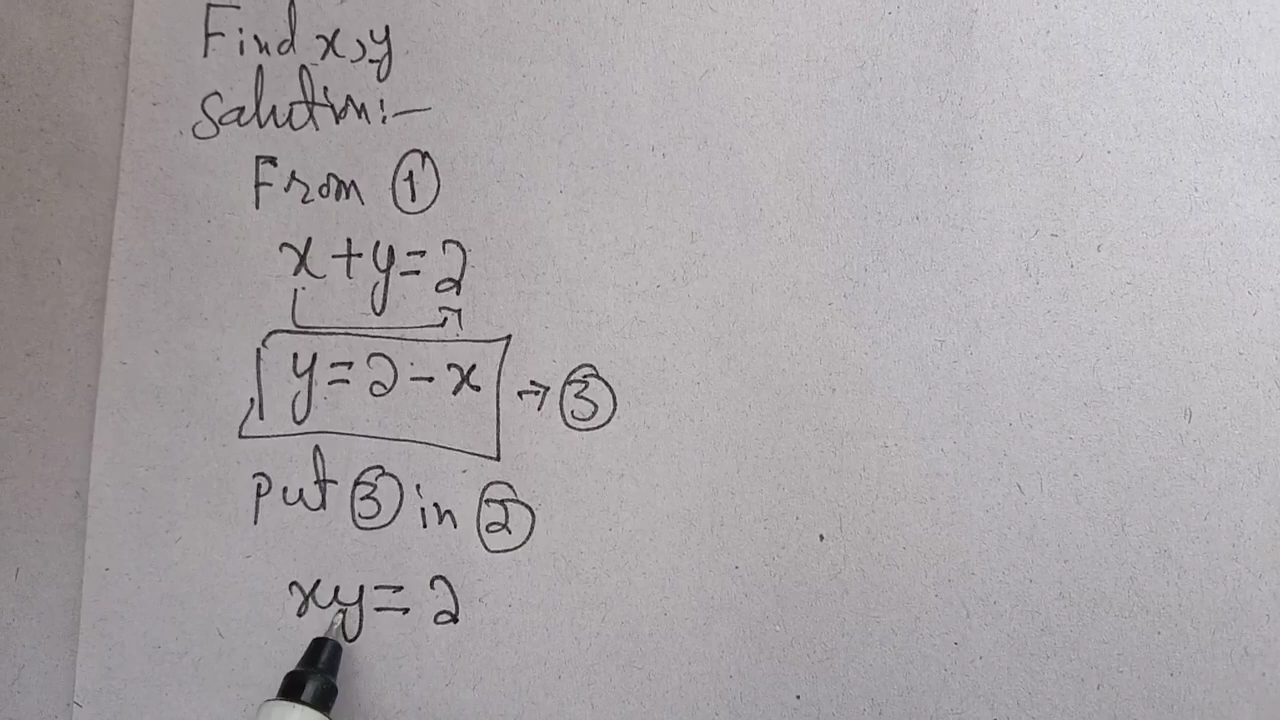 Find x,y
Solution:-
From ①
x+y=2
y=2-x → ③
put ③ in ②
xy=2